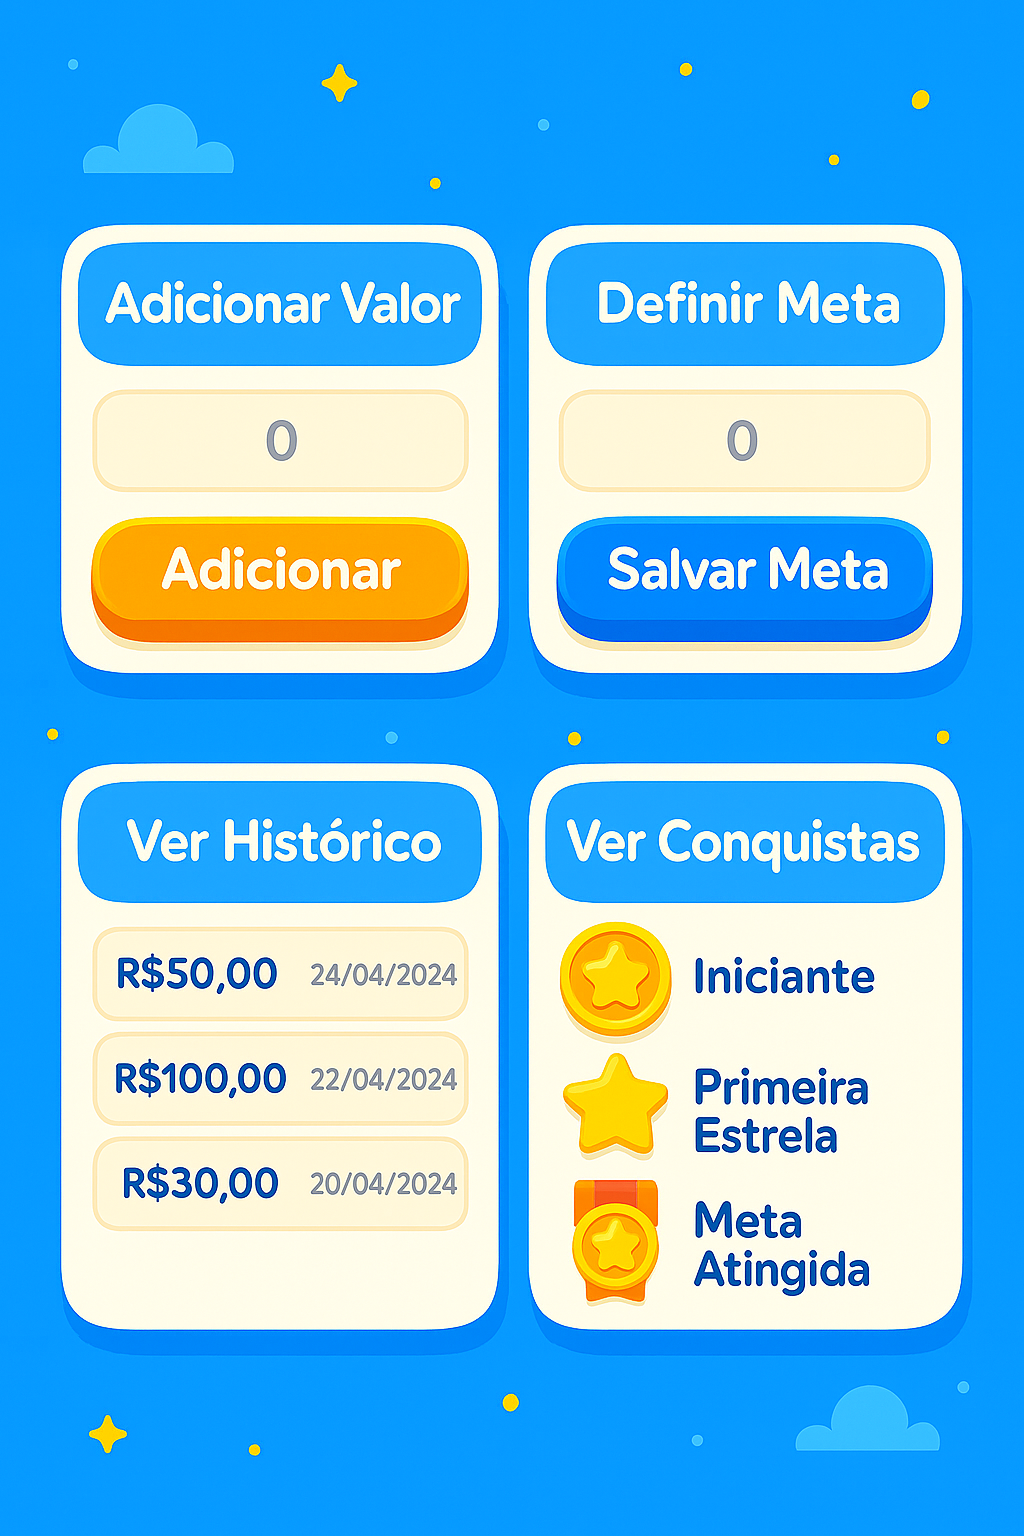 Adicionar Valor
0
Adicionar
Definir Meta
0
Salvar Meta
Ver Histórico
R$50,00 24/04/2024
R$100,00 22/04/2024
R$30,00 20/04/2024
Ver Conquistas
Iniciante
Primeira
Estrela
Meta
Atingida